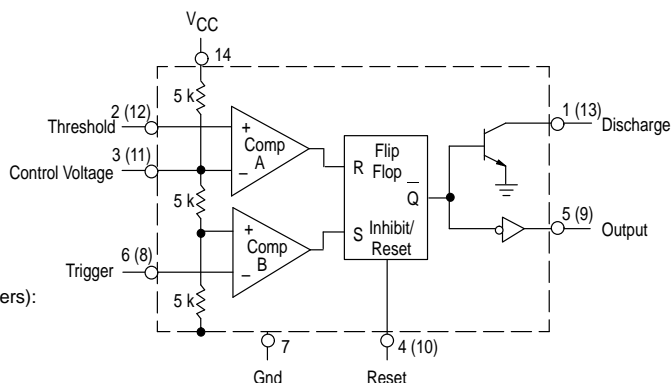 VCC
14
5 k
2 (12)
Threshold
+
Comp
A
–
3 (11)
Control Voltage
5 k
+
Comp
B
–
6 (8)
Trigger
5 k
ers):
R
Flip
Flop
Q
S
Inhibit/
Reset
1 (13)
Discharge
5 (9)
Output
7
Gnd
4 (10)
Reset